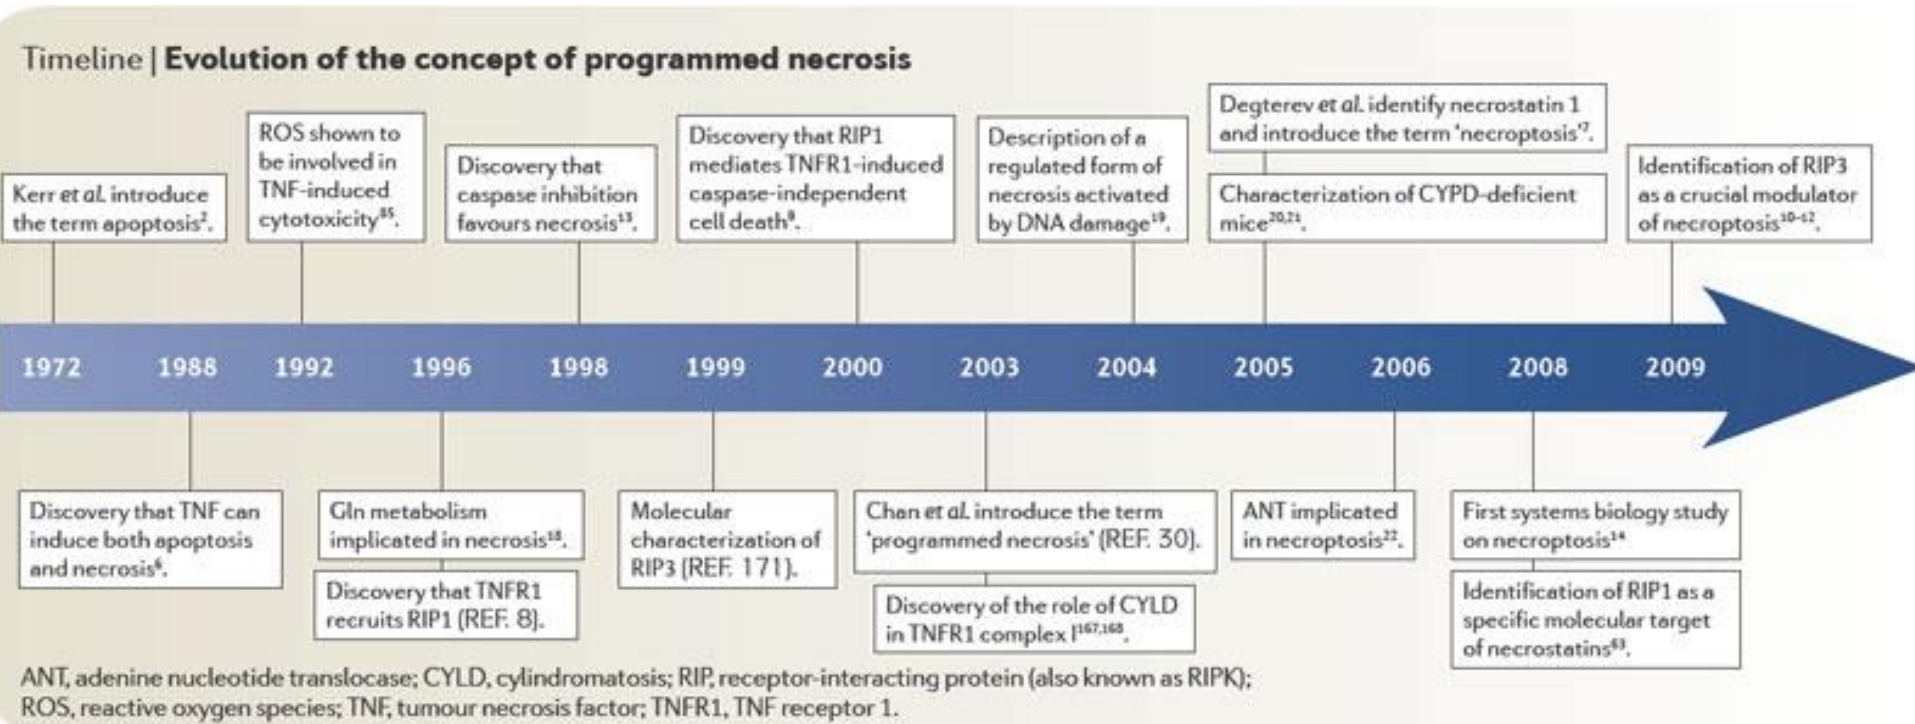 Timeline | Evolution of the concept of programmed necrosis
Kerr et al. introduce
the term apoptosis².
ROS shown to
be involved in
TNF-induced
cytotoxicity⁸⁵.
Discovery that
caspase inhibition
favours necrosis¹³.
Discovery that RIP1
mediates TNFR1-induced
caspase-independent
cell death⁹.
Description of a
regulated form of
necrosis activated
by DNA damage¹⁹.
Degterev et al. identify necrostatin 1
and introduce the term 'necroptosis'⁷.
Characterization of CYPD-deficient
mice²⁰,²¹.
Identification of RIP3
as a crucial modulator
of necroptosis¹⁰⁻¹².
1972 1988 1992 1996 1998 1999 2000 2003 2004 2005 2006 2008 2009
Discovery that TNF can
induce both apoptosis
and necrosis⁶.
Gln metabolism
implicated in necrosis¹⁸.
Discovery that TNFR1
recruits RIP1 (REF. 8).
Molecular
characterization of
RIP3 (REF. 171).
Chan et al. introduce the term
'programmed necrosis' (REF. 30).
Discovery of the role of CYLD
in TNFR1 complex I¹⁶⁷,¹⁶⁸.
ANT implicated
in necroptosis²².
First systems biology study
on necroptosis¹⁴
Identification of RIP1 as a
specific molecular target
of necrostatins⁶³.
ANT, adenine nucleotide translocase; CYLD, cylindromatosis; RIP, receptor-interacting protein (also known as RIPK);
ROS, reactive oxygen species; TNF, tumour necrosis factor; TNFR1, TNF receptor 1.